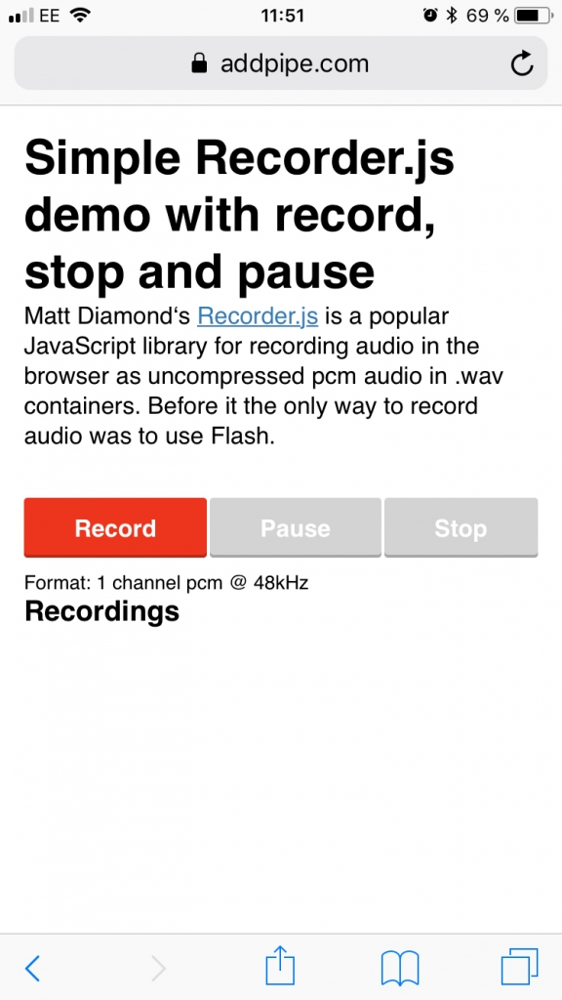 EE 11:51 69 %
addpipe.com
Simple Recorder.js
demo with record,
stop and pause
Matt Diamond‘s Recorder.js is a popular
JavaScript library for recording audio in the
browser as uncompressed pcm audio in .wav
containers. Before it the only way to record
audio was to use Flash.
Record Pause Stop
Format: 1 channel pcm @ 48kHz
Recordings